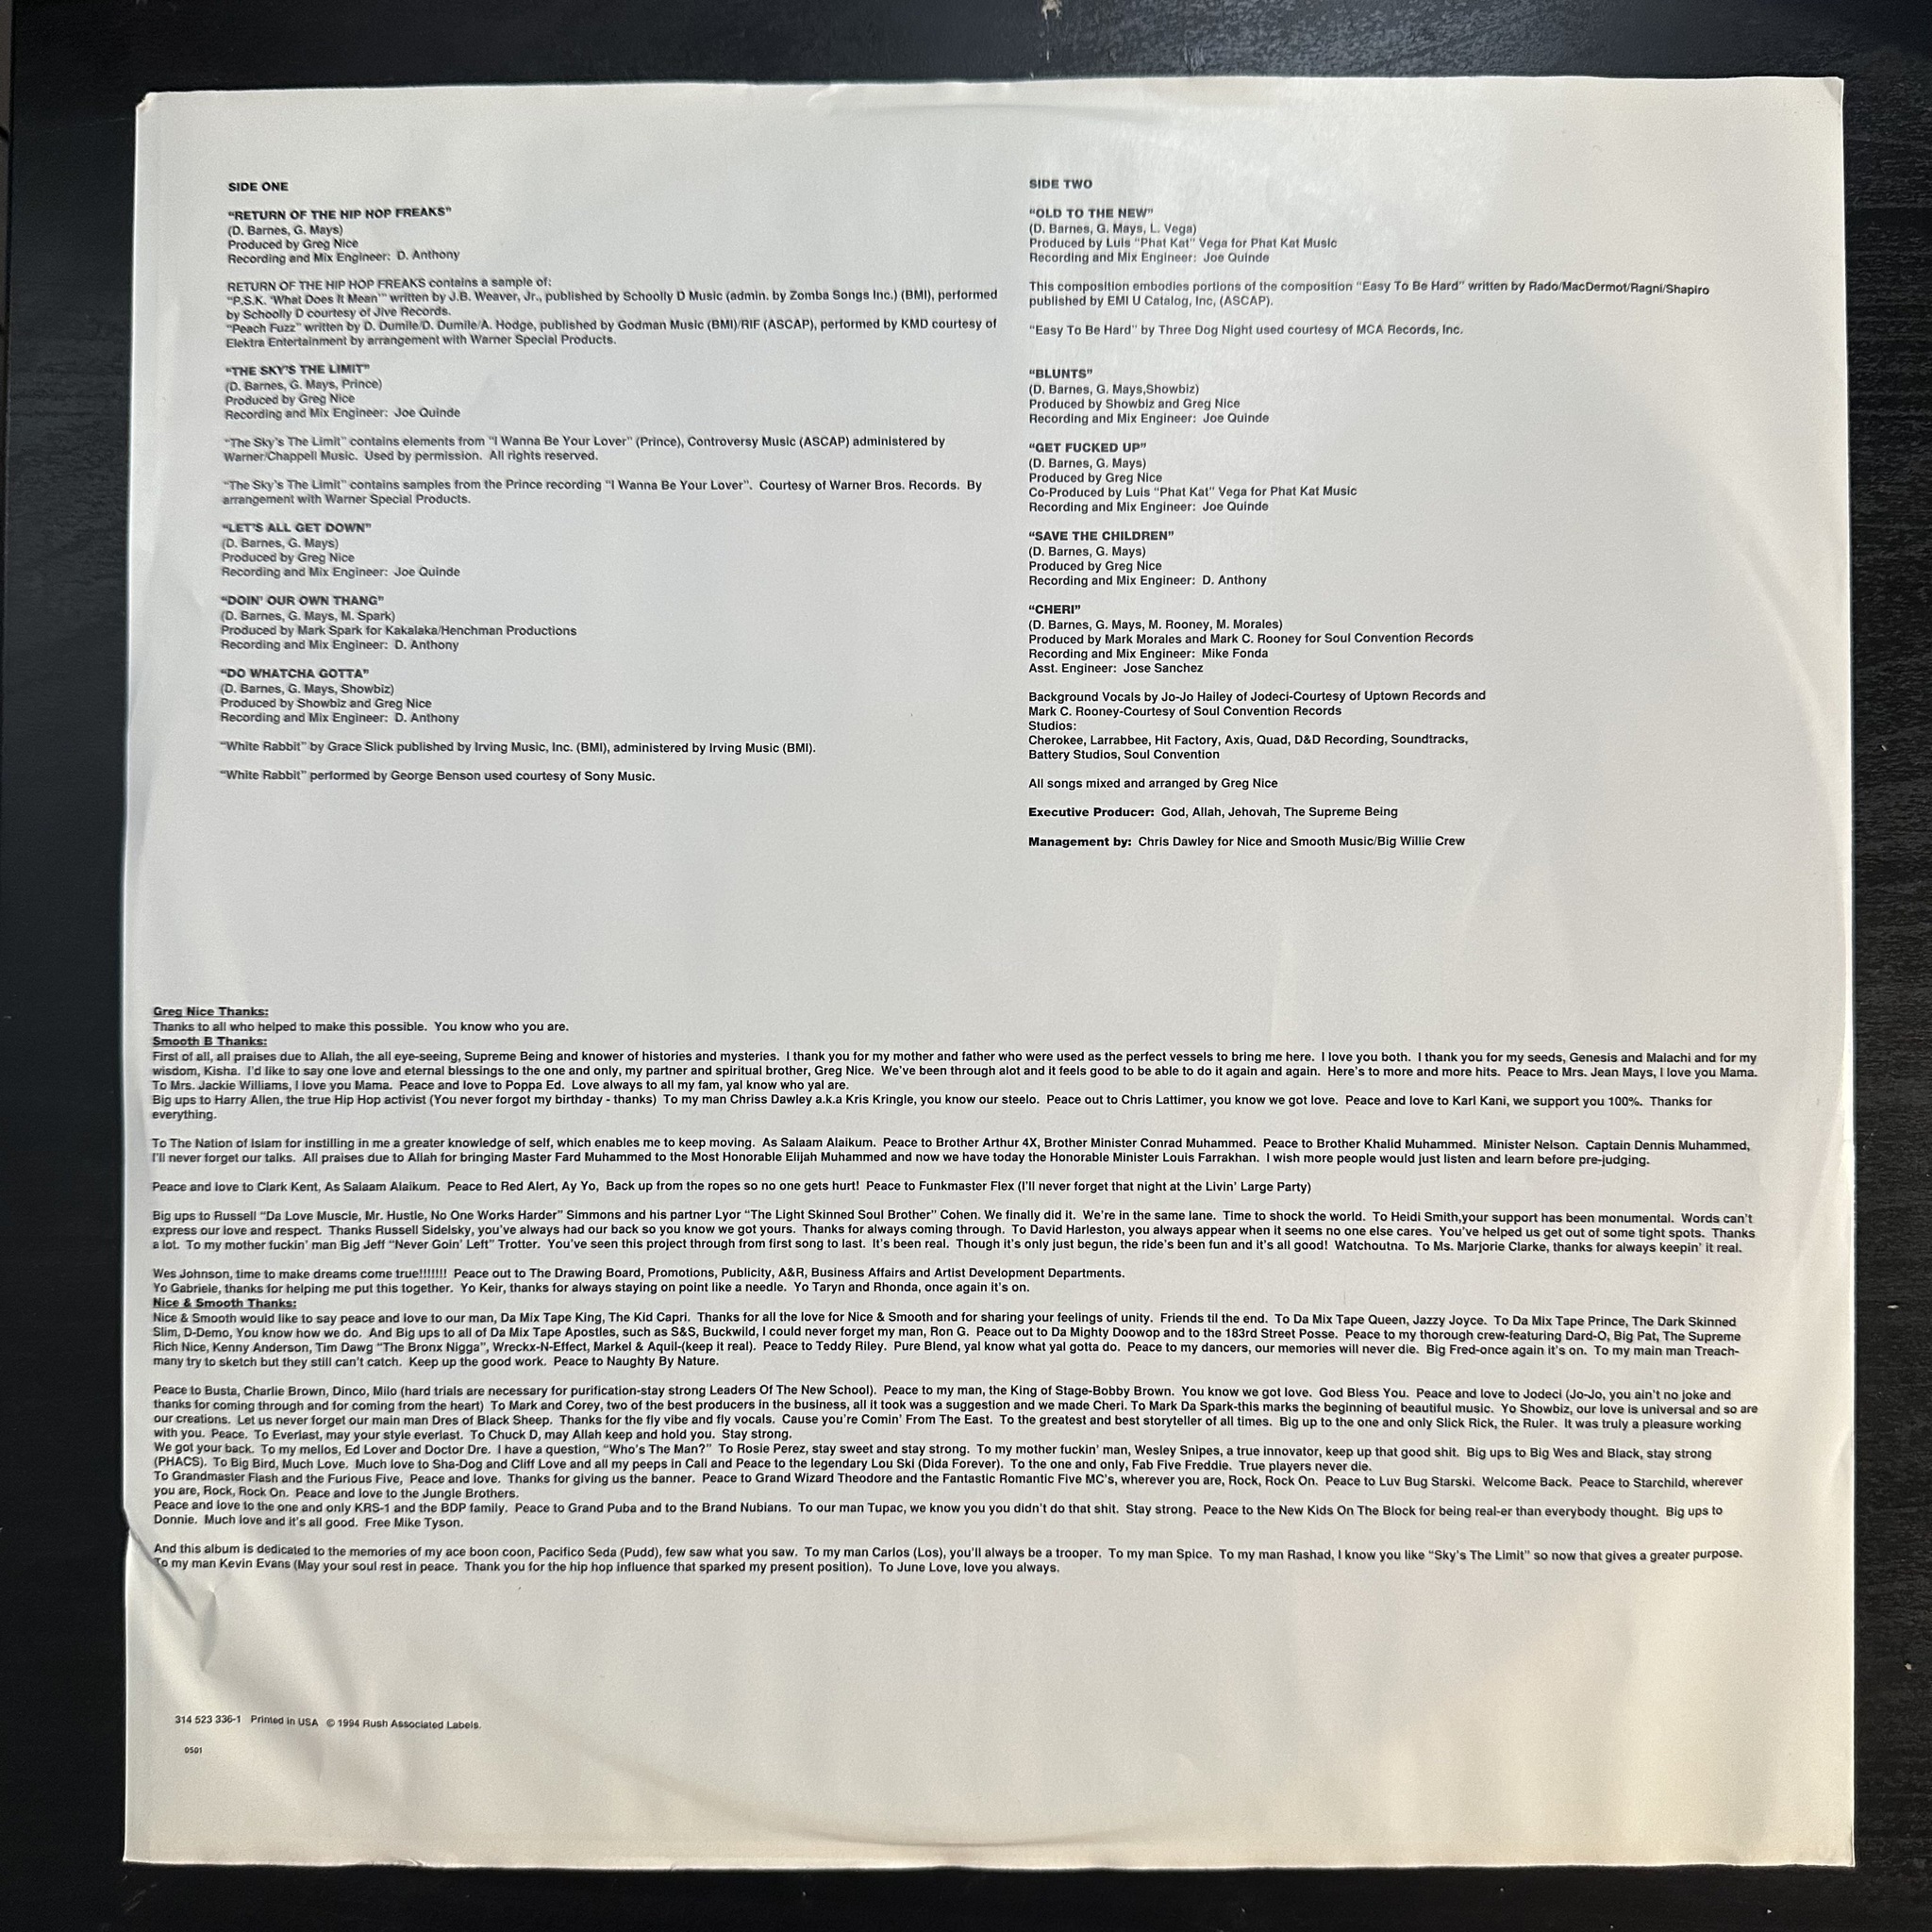 SIDE ONE
“RETURN OF THE HIP HOP FREAKS”
(D. Barnes, G. Mays)
Produced by Greg Nice
Recording and Mix Engineer: D. Anthony
RETURN OF THE HIP HOP FREAKS contains a sample of:
“P.S.K. ‘What Does It Mean’” written by J.B. Weaver, Jr., published by Schoolly D Music (admin. by Zomba Songs Inc.) (BMI), performed
by Schoolly D courtesy of Jive Records.
“Peach Fuzz” written by D. Dumile/D. Dumile/A. Hodge, published by Godman Music (BMI)/RIF (ASCAP), performed by KMD courtesy of
Elektra Entertainment by arrangement with Warner Special Products.
“THE SKY’S THE LIMIT”
(D. Barnes, G. Mays, Prince)
Produced by Greg Nice
Recording and Mix Engineer: Joe Quinde
“The Sky’s The Limit” contains elements from “I Wanna Be Your Lover” (Prince), Controversy Music (ASCAP) administered by
Warner/Chappell Music. Used by permission. All rights reserved.
“The Sky’s The Limit” contains samples from the Prince recording “I Wanna Be Your Lover”. Courtesy of Warner Bros. Records. By
arrangement with Warner Special Products.
“LET’S ALL GET DOWN”
(D. Barnes, G. Mays)
Produced by Greg Nice
Recording and Mix Engineer: Joe Quinde
“DOIN’ OUR OWN THANG”
(D. Barnes, G. Mays, M. Spark)
Produced by Mark Spark for Kakalaka/Henchman Productions
Recording and Mix Engineer: D. Anthony
“DO WHATCHA GOTTA”
(D. Barnes, G. Mays, Showbiz)
Produced by Showbiz and Greg Nice
Recording and Mix Engineer: D. Anthony
“White Rabbit” by Grace Slick published by Irving Music, Inc. (BMI), administered by Irving Music (BMI).
“White Rabbit” performed by George Benson used courtesy of Sony Music.
SIDE TWO
“OLD TO THE NEW”
(D. Barnes, G. Mays, L. Vega)
Produced by Luis “Phat Kat” Vega for Phat Kat Music
Recording and Mix Engineer: Joe Quinde
This composition embodies portions of the composition “Easy To Be Hard” written by Rado/MacDermot/Ragni/Shapiro
published by EMI U Catalog, Inc, (ASCAP).
“Easy To Be Hard” by Three Dog Night used courtesy of MCA Records, Inc.
“BLUNTS”
(D. Barnes, G. Mays,Showbiz)
Produced by Showbiz and Greg Nice
Recording and Mix Engineer: Joe Quinde
“GET FUCKED UP”
(D. Barnes, G. Mays)
Produced by Greg Nice
Co-Produced by Luis “Phat Kat” Vega for Phat Kat Music
Recording and Mix Engineer: Joe Quinde
“SAVE THE CHILDREN”
(D. Barnes, G. Mays)
Produced by Greg Nice
Recording and Mix Engineer: D. Anthony
“CHERI”
(D. Barnes, G. Mays, M. Rooney, M. Morales)
Produced by Mark Morales and Mark C. Rooney for Soul Convention Records
Recording and Mix Engineer: Mike Fonda
Asst. Engineer: Jose Sanchez
Background Vocals by Jo-Jo Hailey of Jodeci-Courtesy of Uptown Records and
Mark C. Rooney-Courtesy of Soul Convention Records
Studios:
Cherokee, Larrabbee, Hit Factory, Axis, Quad, D&D Recording, Soundtracks,
Battery Studios, Soul Convention
All songs mixed and arranged by Greg Nice
Executive Producer: God, Allah, Jehovah, The Supreme Being
Management by: Chris Dawley for Nice and Smooth Music/Big Willie Crew
Greg Nice Thanks:
Thanks to all who helped to make this possible. You know who you are.
Smooth B Thanks:
First of all, all praises due to Allah, the all eye-seeing, Supreme Being and knower of histories and mysteries. I thank you for my mother and father who were used as the perfect vessels to bring me here. I love you both. I thank you for my seeds, Genesis and Malachi and for my
wisdom, Kisha. I’d like to say one love and eternal blessings to the one and only, my partner and spiritual brother, Greg Nice. We’ve been through alot and it feels good to be able to do it again and again. Here’s to more and more hits. Peace to Mrs. Jean Mays, I love you Mama.
To Mrs. Jackie Williams, I love you Mama. Peace and love to Poppa Ed. Love always to all my fam, yal know who yal are.
Big ups to Harry Allen, the true Hip Hop activist (You never forgot my birthday - thanks) To my man Chriss Dawley a.k.a Kris Kringle, you know our steelo. Peace out to Chris Lattimer, you know we got love. Peace and love to Karl Kani, we support you 100%. Thanks for
everything.
To The Nation of Islam for instilling in me a greater knowledge of self, which enables me to keep moving. As Salaam Alaikum. Peace to Brother Arthur 4X, Brother Minister Conrad Muhammed. Peace to Brother Khalid Muhammed. Minister Nelson. Captain Dennis Muhammed,
I’ll never forget our talks. All praises due to Allah for bringing Master Fard Muhammed to the Most Honorable Elijah Muhammed and now we have today the Honorable Minister Louis Farrakhan. I wish more people would just listen and learn before pre-judging.
Peace and love to Clark Kent, As Salaam Alaikum. Peace to Red Alert, Ay Yo, Back up from the ropes so no one gets hurt! Peace to Funkmaster Flex (I’ll never forget that night at the Livin’ Large Party)
Big ups to Russell “Da Love Muscle, Mr. Hustle, No One Works Harder” Simmons and his partner Lyor “The Light Skinned Soul Brother” Cohen. We finally did it. We’re in the same lane. Time to shock the world. To Heidi Smith,your support has been monumental. Words can’t
express our love and respect. Thanks Russell Sidelsky, you’ve always had our back so you know we got yours. Thanks for always coming through. To David Harleston, you always appear when it seems no one else cares. You’ve helped us get out of some tight spots. Thanks
a lot. To my mother fuckin’ man Big Jeff “Never Goin’ Left” Trotter. You’ve seen this project through from first song to last. It’s been real. Though it’s only just begun, the ride’s been fun and it’s all good! Watchoutna. To Ms. Marjorie Clarke, thanks for always keepin’ it real.
Wes Johnson, time to make dreams come true!!!!!!! Peace out to The Drawing Board, Promotions, Publicity, A&R, Business Affairs and Artist Development Departments.
Yo Gabriele, thanks for helping me put this together. Yo Keir, thanks for always staying on point like a needle. Yo Taryn and Rhonda, once again it’s on.
Nice & Smooth Thanks:
Nice & Smooth would like to say peace and love to our man, Da Mix Tape King, The Kid Capri. Thanks for all the love for Nice & Smooth and for sharing your feelings of unity. Friends til the end. To Da Mix Tape Queen, Jazzy Joyce. To Da Mix Tape Prince, The Dark Skinned
Slim, D-Demo, You know how we do. And Big ups to all of Da Mix Tape Apostles, such as S&S, Buckwild, I could never forget my man, Ron G. Peace out to Da Mighty Doowop and to the 183rd Street Posse. Peace to my thorough crew-featuring Dard-O, Big Pat, The Supreme
Rich Nice, Kenny Anderson, Tim Dawg “The Bronx Nigga”, Wreckx-N-Effect, Markel & Aquil-(keep it real). Peace to Teddy Riley. Pure Blend, yal know what yal gotta do. Peace to my dancers, our memories will never die. Big Fred-once again it’s on. To my main man Treach-
many try to sketch but they still can’t catch. Keep up the good work. Peace to Naughty By Nature.
Peace to Busta, Charlie Brown, Dinco, Milo (hard trials are necessary for purification-stay strong Leaders Of The New School). Peace to my man, the King of Stage-Bobby Brown. You know we got love. God Bless You. Peace and love to Jodeci (Jo-Jo, you ain’t no joke and
thanks for coming through and for coming from the heart) To Mark and Corey, two of the best producers in the business, all it took was a suggestion and we made Cheri. To Mark Da Spark-this marks the beginning of beautiful music. Yo Showbiz, our love is universal and so are
our creations. Let us never forget our main man Dres of Black Sheep. Thanks for the fly vibe and fly vocals. Cause you’re Comin’ From The East. To the greatest and best storyteller of all times. Big up to the one and only Slick Rick, the Ruler. It was truly a pleasure working
with you. Peace. To Everlast, may your style everlast. To Chuck D, may Allah keep and hold you. Stay strong.
We got your back. To my mellos, Ed Lover and Doctor Dre. I have a question, “Who’s The Man?” To Rosie Perez, stay sweet and stay strong. To my mother fuckin’ man, Wesley Snipes, a true innovator, keep up that good shit. Big ups to Big Wes and Black, stay strong
(PHACS). To Big Bird, Much Love. Much love to Sha-Dog and Cliff Love and all my peeps in Cali and Peace to the legendary Lou Ski (Dida Forever). To the one and only, Fab Five Freddie. True players never die.
To Grandmaster Flash and the Furious Five, Peace and love. Thanks for giving us the banner. Peace to Grand Wizard Theodore and the Fantastic Romantic Five MC’s, wherever you are, Rock, Rock On. Peace to Luv Bug Starski. Welcome Back. Peace to Starchild, wherever
you are, Rock, Rock On. Peace and love to the Jungle Brothers.
Peace and love to the one and only KRS-1 and the BDP family. Peace to Grand Puba and to the Brand Nubians. To our man Tupac, we know you you didn’t do that shit. Stay strong. Peace to the New Kids On The Block for being real-er than everybody thought. Big ups to
Donnie. Much love and it’s all good. Free Mike Tyson.
And this album is dedicated to the memories of my ace boon coon, Pacifico Seda (Pudd), few saw what you saw. To my man Carlos (Los), you’ll always be a trooper. To my man Spice. To my man Rashad, I know you like “Sky’s The Limit” so now that gives a greater purpose.
To my man Kevin Evans (May your soul rest in peace. Thank you for the hip hop influence that sparked my present position). To June Love, love you always.
314 523 336-1 Printed in USA © 1994 Rush Associated Labels.
0501